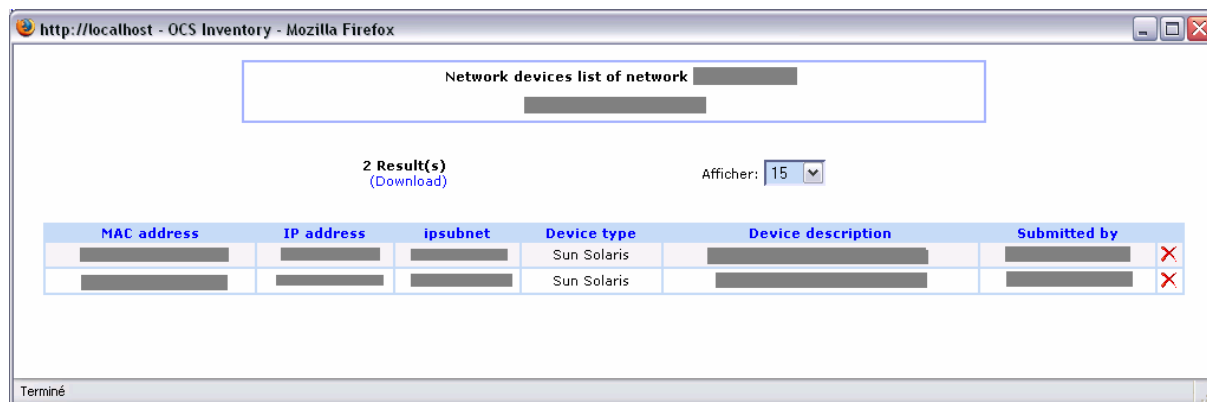 http://localhost - OCS Inventory - Mozilla Firefox
Network devices list of network
2 Result(s)
(Download)
Afficher: 15
MAC address IP address ipsubnet Device type Device description Submitted by
Sun Solaris
Sun Solaris
Terminé